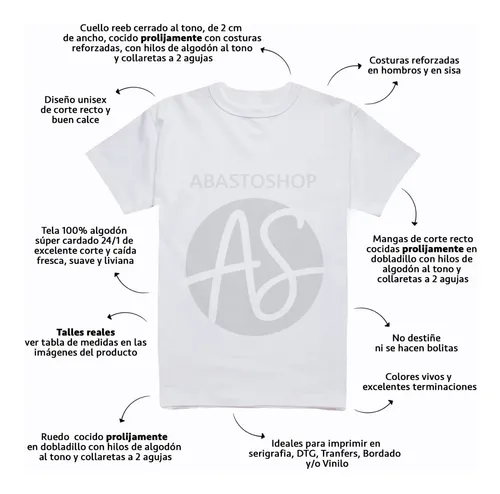 Cuello reeb cerrado al tono, de 2 cm
de ancho, cocido prolijamente con costuras
reforzadas, con hilos de algodón al tono
y collaretas a 2 agujas
Costuras reforzadas
en hombros y en sisa
Diseño unisex
de corte recto y
buen calce
ABASTOSHOP
AS
Tela 100% algodón
súper cardado 24/1 de
excelente corte y caída
fresca, suave y liviana
Mangas de corte recto
cocidas prolijamente en
dobladillo con hilos de
algodón al tono y
collaretas a 2 agujas
Talles reales
ver tabla de medidas en las
imágenes del producto
No destiñe
ni se hacen bolitas
Colores vivos y
excelentes terminaciones
Ruedo cocido prolijamente
en dobladillo con hilos de algodón
al tono y collaretas a 2 agujas
Ideales para imprimir en
serigrafia, DTG, Tranfers, Bordado
y/o Vinilo